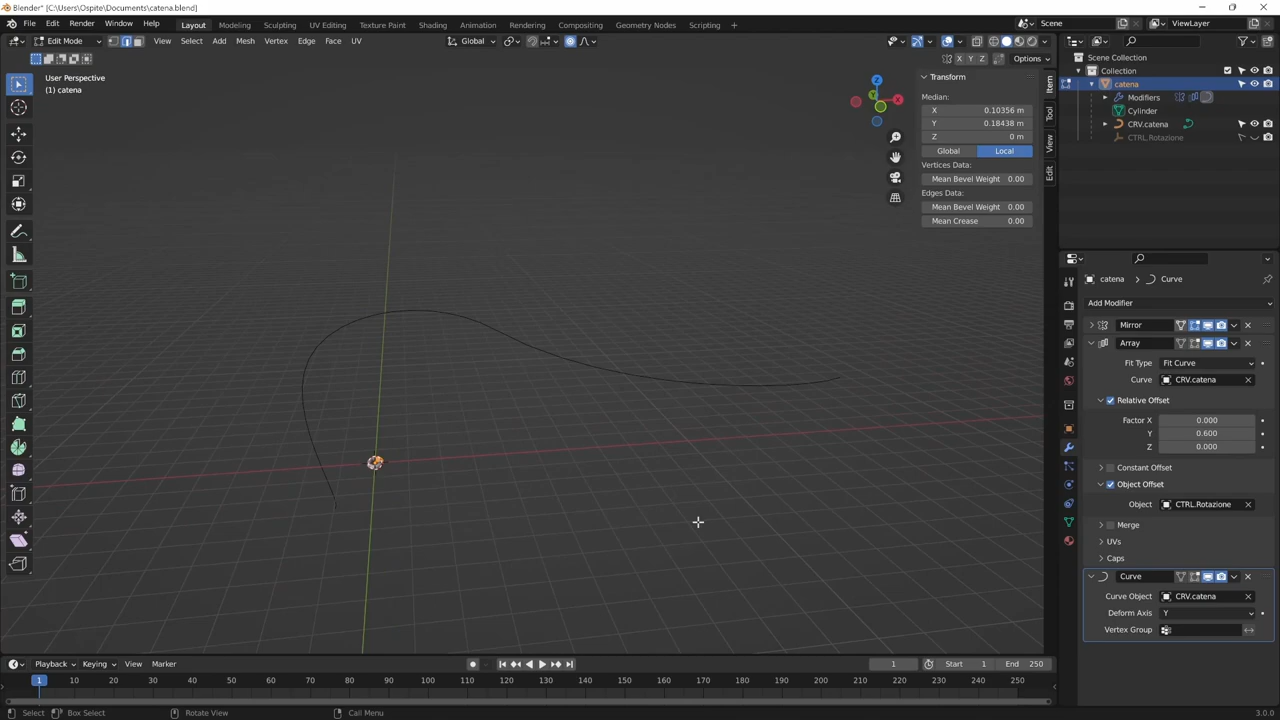 Blender* [C:\Users\Ospite\Documents\catena.blend]
File Edit Render Window Help Layout Modeling Sculpting UV Editing Texture Paint Shading Animation Rendering Compositing Geometry Nodes Scripting + Scene ViewLayer
Edit Mode View Select Add Mesh Vertex Edge Face UV Global
X Y Z Options
User Perspective
(1) catena
Z
Y
X
Transform
Median:
X 0.10356 m
Y 0.18438 m
Z 0 m
Global Local
Vertices Data:
Mean Bevel Weight 0.00
Edges Data:
Mean Bevel Weight 0.00
Mean Crease 0.00
Item
Tool
View
Edit
Scene Collection
Collection
catena
Modifiers
Cylinder
CRV.catena
CTRL.Rotazione
catena > Curve
Add Modifier
Mirror
Array
Fit Type Fit Curve
Curve CRV.catena
Relative Offset
Factor X 0.000
Y 0.600
Z 0.000
Constant Offset
Object Offset
Object CTRL.Rotazione
Merge
UVs
Caps
Curve
Curve Object CRV.catena
Deform Axis Y
Vertex Group
Playback Keying View Marker 1 Start 1 End 250
1 10 20 30 40 50 60 70 80 90 100 110 120 130 140 150 160 170 180 190 200 210 220 230 240 250
Select Box Select Rotate View Call Menu 3.0.0